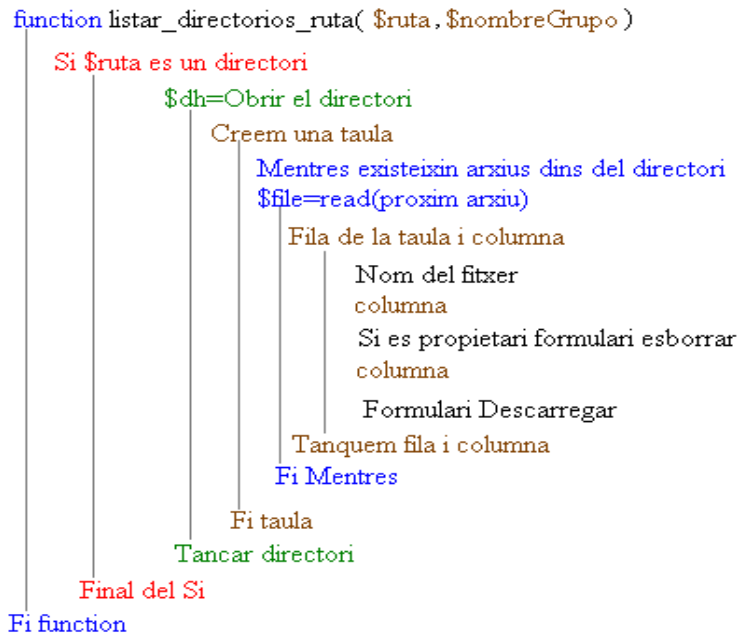 function listar_directorios_ruta( $ruta,$nombreGrupo)
Si $ruta es un directori
$dh=Obrir el directori
Creem una taula
Mentres existeixin arxius dins del directori
$file=read(proxim arxiu)
Fila de la taula i columna
Nom del fitxer
columna
Si es propietari formulari esborrar
columna
Formulari Descarregar
Tanquem fila i columna
Fi Mentres
Fi taula
Tancar directori
Final del Si
Fi function